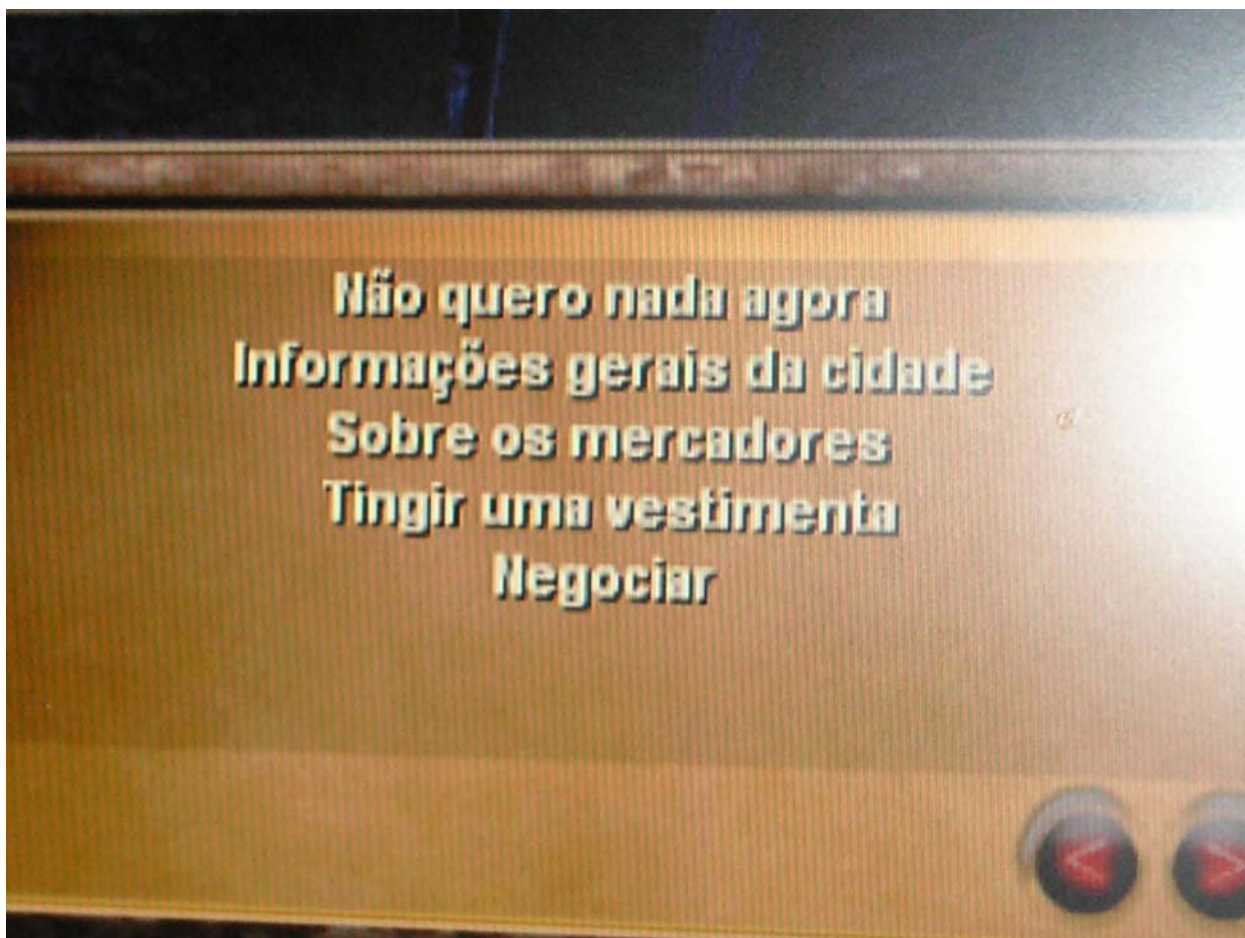 Não quero nada agora
Informações gerais da cidade
Sobre os mercadores
Tingir uma vestimenta
Negociar